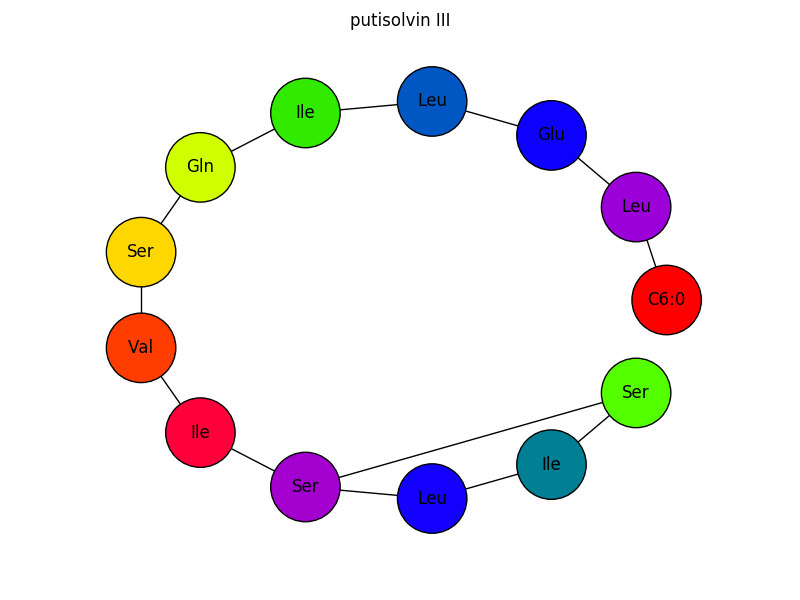 putisolvin III
Leu
Ile
Glu
Gln
Leu
Ser
C6:0
Val
Ser
Ile
Ile
Ser
Leu